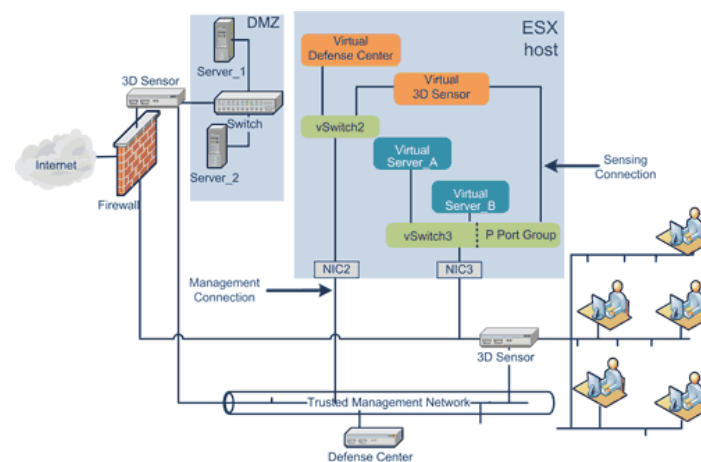 DMZ
ESX
host
Virtual
Defense Center
Server_1
3D Sensor
Virtual
3D Sensor
Switch
vSwitch2
Internet
Server_2
Virtual
Server_A
Sensing
Connection
Firewall
Virtual
Server_B
vSwitch3
P Port Group
NIC2
NIC3
Management
Connection
3D Sensor
Trusted Management Network
Defense Center